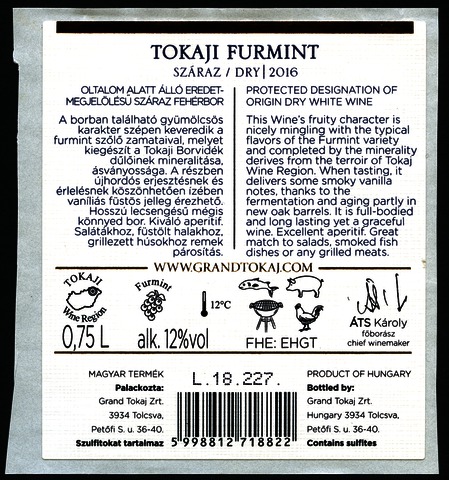 TOKAJI FURMINT
SZÁRAZ / DRY | 2016
OLTALOM ALATT ÁLLÓ EREDET-
MEGJELÖLÉSŰ SZÁRAZ FEHÉRBOR
A borban található gyümölcsös
karakter szépen keveredik a
furmint szőlő zamataival, melyet
kiegészít a Tokaji Borvidék
dűlőinek mineralitása,
ásványossága. A részben
újhordós erjesztésnek és
érlelésnek köszönhetően ízében
vaníliás füstös jelleg érezhető.
Hosszú lecsengésű mégis
könnyed bor. Kiváló aperitif.
Salátákhoz, füstölt halakhoz,
grillezett húsokhoz remek
párosítás.
PROTECTED DESIGNATION OF
ORIGIN DRY WHITE WINE
This Wine's fruity character is
nicely mingling with the typical
flavors of the Furmint variety
and completed by the minerality
derives from the terroir of Tokaj
Wine Region. When tasting, it
delivers some smoky vanilla
notes, thanks to the
fermentation and aging partly in
new oak barrels. It is full-bodied
and long lasting yet a graceful
wine. Excellent aperitif. Great
match to salads, smoked fish
dishes or any grilled meats.
WWW.GRANDTOKAJ.COM
TOKAJI
Wine Region
0,75 L
Furmint
alk. 12%vol
12°C
FHE: EHGT
ÁTS Károly
főborász
chief winemaker
MAGYAR TERMÉK
Palackozta:
Grand Tokaj Zrt.
3934 Tolcsva,
Petőfi S. u. 36-40.
Szulfitokat tartalmaz
L.18.227.
5 998812 718822
PRODUCT OF HUNGARY
Bottled by:
Grand Tokaj Zrt.
Hungary 3934 Tolcsva,
Petőfi S. u. 36-40.
Contains sulfites